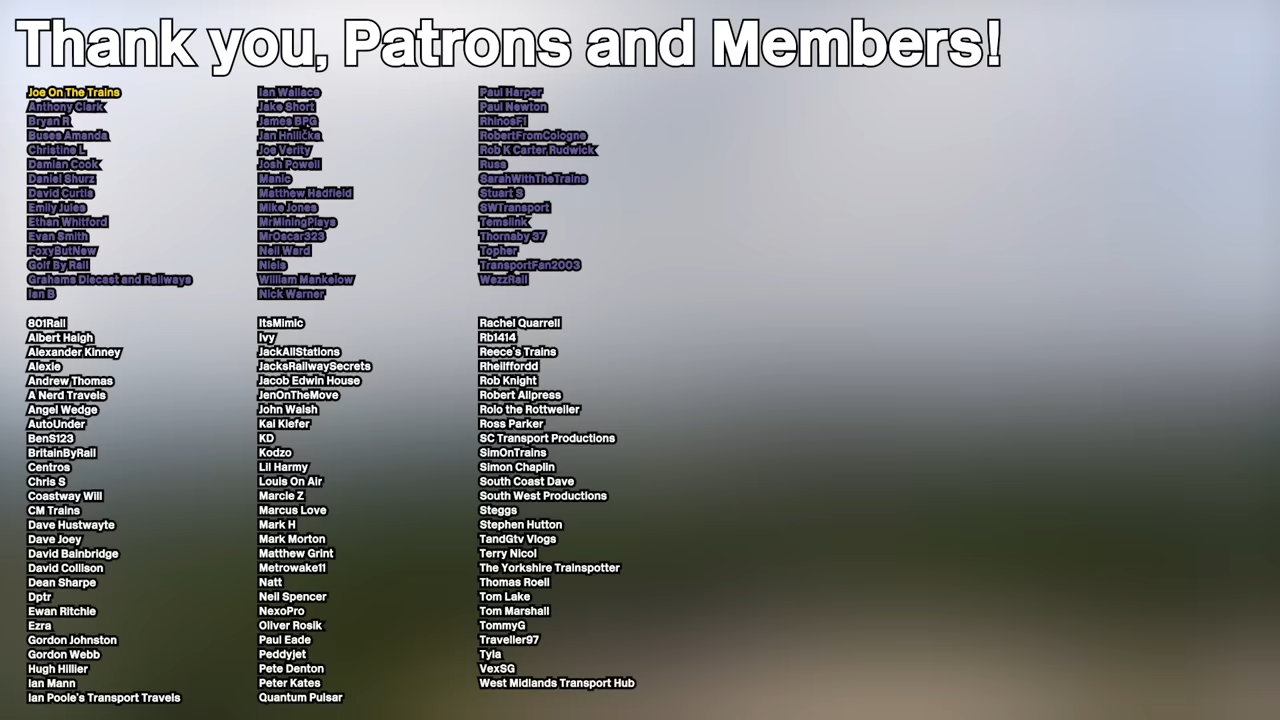 Thank you, Patrons and Members!
Joe On The Trains
Anthony Clark
Bryan R
Buses Amanda
Christine L
Damian Cook
Daniel Shurz
David Curtis
Emily Jules
Ethan Whitford
Evan Smith
FoxyButNew
Golf By Rail
Grahams Diecast and Railways
Ian B
Ian Wallace
Jake Short
James BPG
Jan Hnilička
Joe Verity
Josh Powell
Manic
Matthew Hadfield
Mike Jones
MrMiningPlays
MrOscar323
Neil Ward
Niels
William Mankelow
Nick Warner
Paul Harper
Paul Newton
RhinosF1
RobertFromCologne
Rob K Carter Rudwick
Russ
SarahWithTheTrains
Stuart S
SWTransport
Temslink
Thornaby 37
Topher
TransportFan2003
WezzRail
801Rail
Albert Haigh
Alexander Kinney
Alexie
Andrew Thomas
A Nerd Travels
Angel Wedge
AutoUnder
BenS123
BritainByRail
Centros
Chris S
Coastway Will
CM Trains
Dave Hustwayte
Dave Joey
David Bainbridge
David Collison
Dean Sharpe
Dptr
Ewan Ritchie
Ezra
Gordon Johnston
Gordon Webb
Hugh Hillier
Ian Mann
Ian Poole's Transport Travels
ItsMimic
Ivy
JackAllStations
JacksRailwaySecrets
Jacob Edwin House
JenOnTheMove
John Walsh
Kai Kiefer
KD
Kodzo
Lil Harmy
Louis On Air
Marcie Z
Marcus Love
Mark H
Mark Morton
Matthew Grint
Metrowake11
Natt
Neil Spencer
NexoPro
Oliver Rosik
Paul Eade
Peddyjet
Pete Denton
Peter Kates
Quantum Pulsar
Rachel Quarrell
Rb1414
Reece's Trains
Rheliffordd
Rob Knight
Robert Allpress
Rolo the Rottweiler
Ross Parker
SC Transport Productions
SimOnTrains
Simon Chaplin
South Coast Dave
South West Productions
Steggs
Stephen Hutton
TandGtv Vlogs
Terry Nicol
The Yorkshire Trainspotter
Thomas Roell
Tom Lake
Tom Marshall
TommyG
Traveller97
Tyla
VexSG
West Midlands Transport Hub